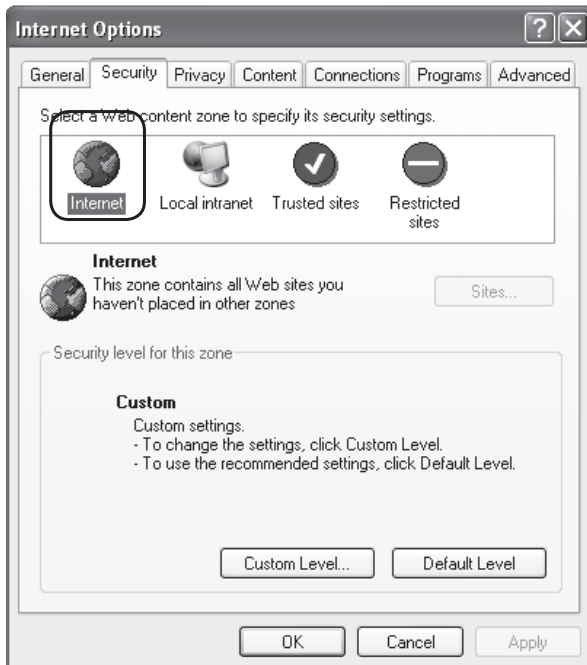 Internet Options
General Security Privacy Content Connections Programs Advanced
Select a Web content zone to specify its security settings.
Internet Local intranet Trusted sites Restricted sites
Internet
This zone contains all Web sites you
haven't placed in other zones
Sites...
Security level for this zone
Custom
Custom settings.
- To change the settings, click Custom Level.
- To use the recommended settings, click Default Level.
Custom Level... Default Level
OK Cancel Apply